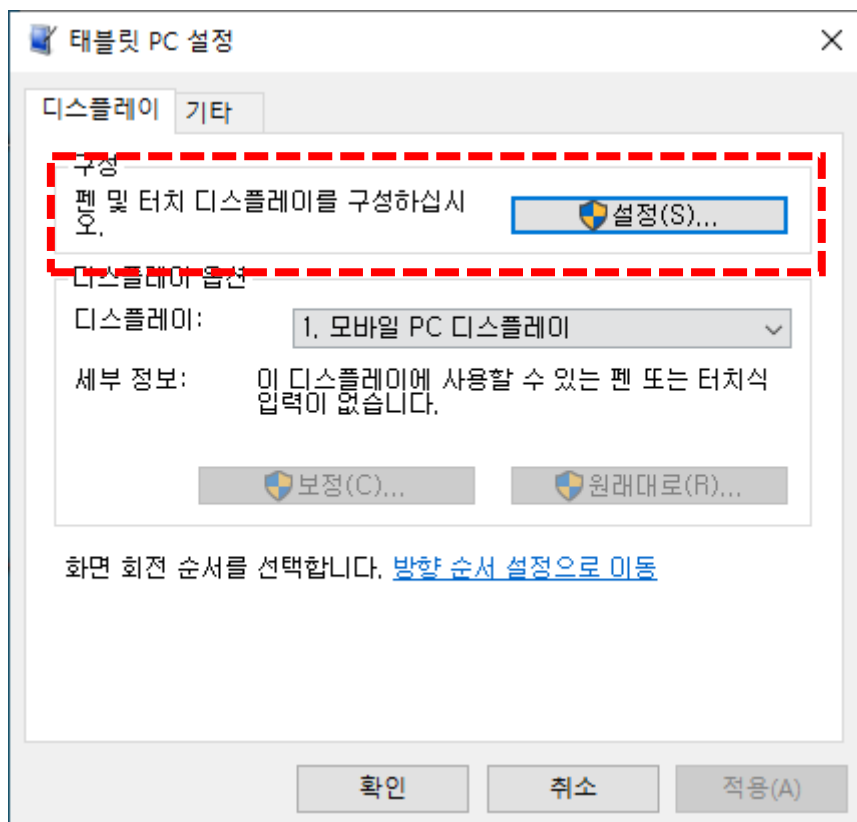 태블릿 PC 설정
디스플레이
기타
구성
펜 및 터치 디스플레이를 구성하십시
오.
설정(S)...
디스플레이 옵션
디스플레이:
1. 모바일 PC 디스플레이
세부 정보:
이 디스플레이에 사용할 수 있는 펜 또는 터치식
입력이 없습니다.
보정(C)...
원래대로(R)...
화면 회전 순서를 선택합니다. 방향 순서 설정으로 이동
확인
취소
적용(A)